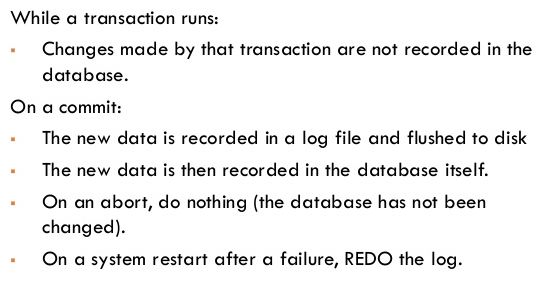 While a transaction runs:
▪ Changes made by that transaction are not recorded in the
database.
On a commit:
▪ The new data is recorded in a log file and flushed to disk
▪ The new data is then recorded in the database itself.
▪ On an abort, do nothing (the database has not been
changed).
▪ On a system restart after a failure, REDO the log.